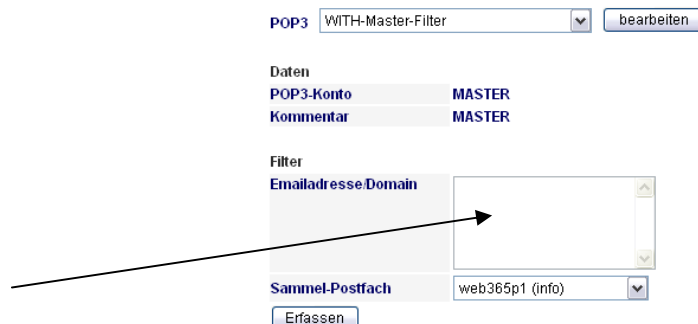 POP3 WITH-Master-Filter bearbeiten
Daten
POP3-Konto MASTER
Kommentar MASTER
Filter
Emailadresse/Domain
Sammel-Postfach web365p1 (info)
Erfassen